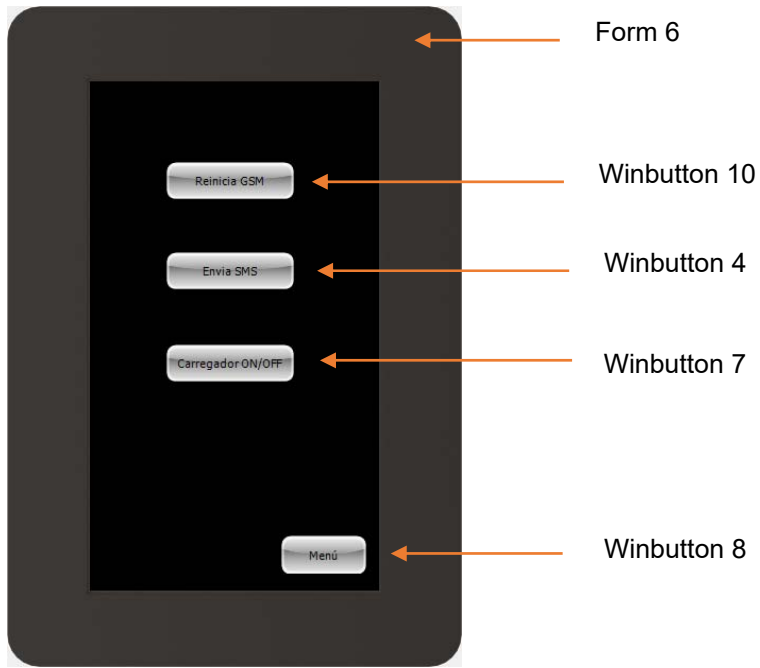 Form 6
Reinicia GSM
Winbutton 10
Envia SMS
Winbutton 4
Carregador ON/OFF
Winbutton 7
Menú
Winbutton 8